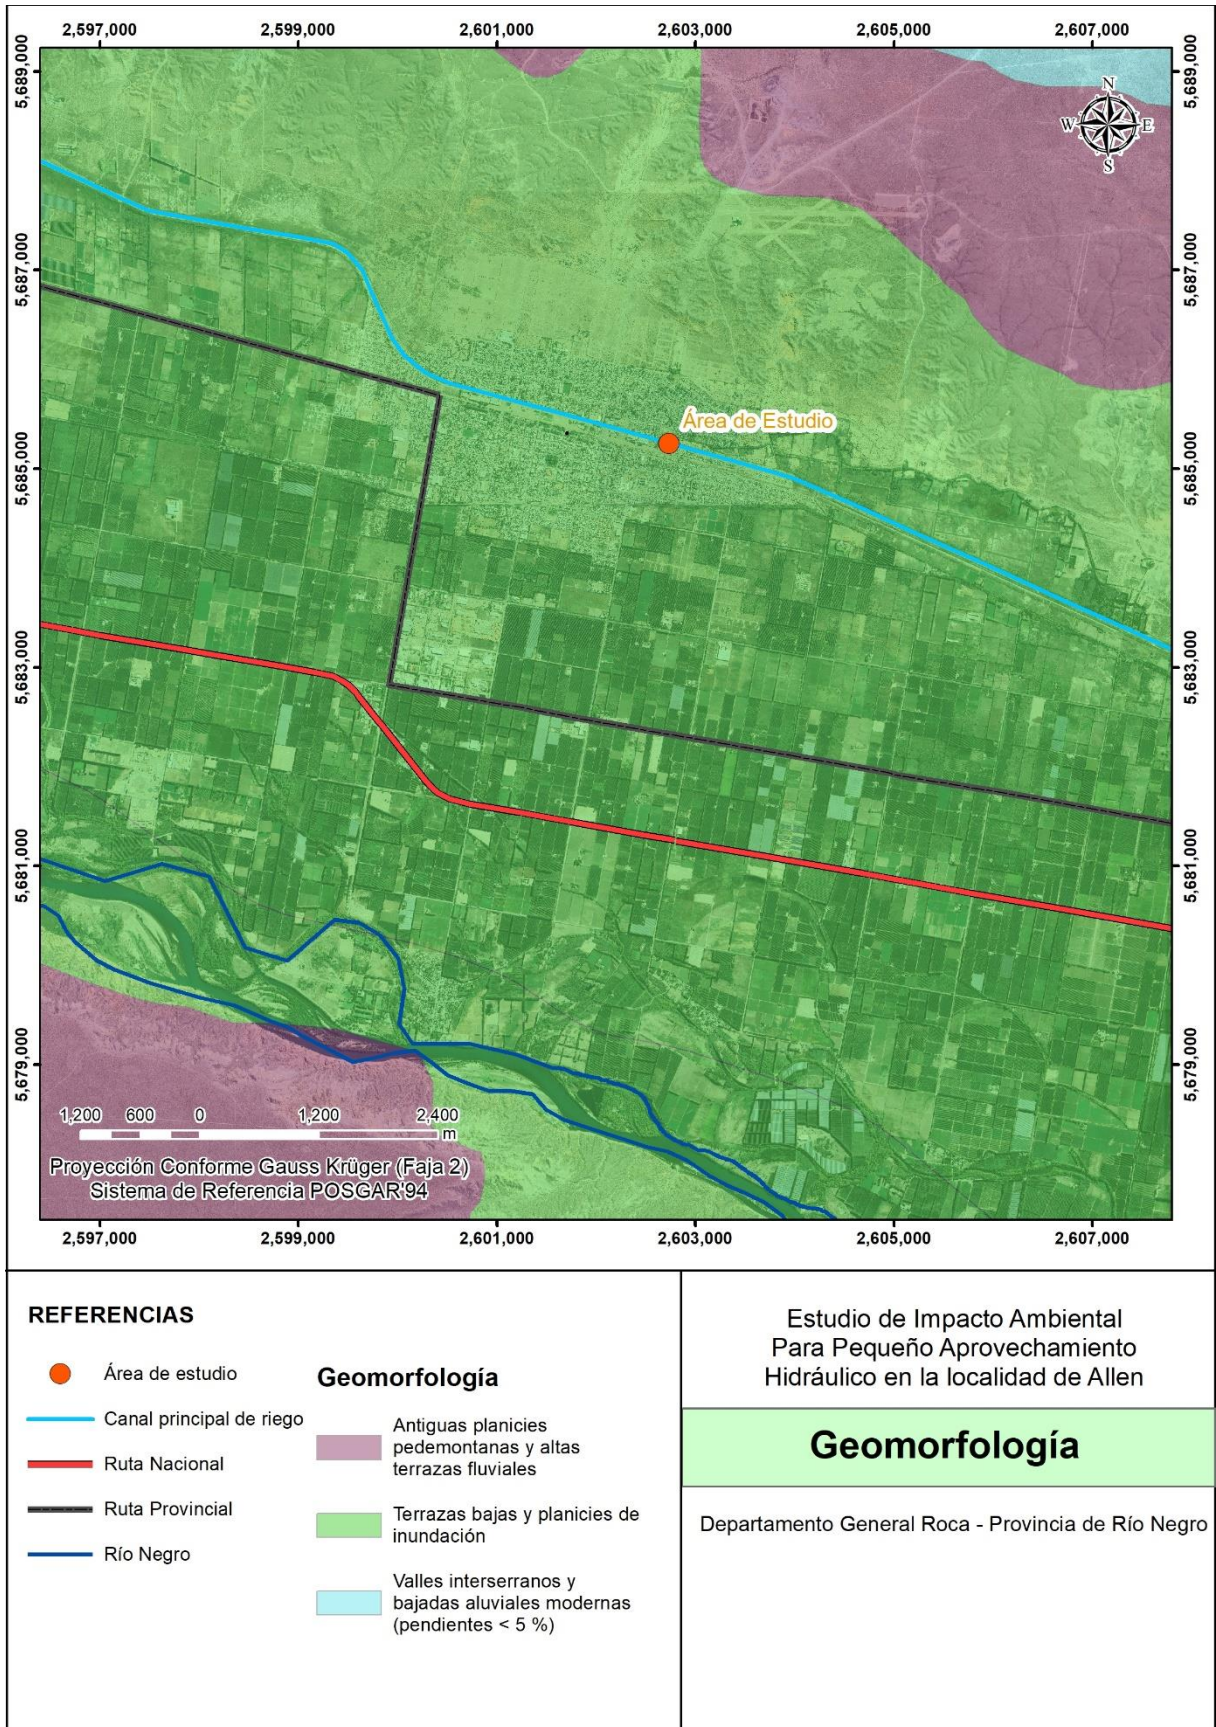 2,597,000 2,599,000 2,601,000 2,603,000 2,605,000 2,607,000
5,689,000
5,689,000
N
W E
S
5,687,000
5,687,000
Área de Estudio
5,685,000
5,685,000
5,683,000
5,683,000
5,681,000
5,681,000
5,679,000
5,679,000
1,200 600 0 1,200 2,400
m
Proyección Conforme Gauss Krüger (Faja 2)
Sistema de Referencia POSGAR'94
2,597,000 2,599,000 2,601,000 2,603,000 2,605,000 2,607,000
REFERENCIAS
Área de estudio
Canal principal de riego
Ruta Nacional
Ruta Provincial
Río Negro
Geomorfología
Antiguas planicies
pedemontanas y altas
terrazas fluviales
Terrazas bajas y planicies de
inundación
Valles interserranos y
bajadas aluviales modernas
(pendientes < 5 %)
Estudio de Impacto Ambiental
Para Pequeño Aprovechamiento
Hidráulico en la localidad de Allen
Geomorfología
Departamento General Roca - Provincia de Río Negro